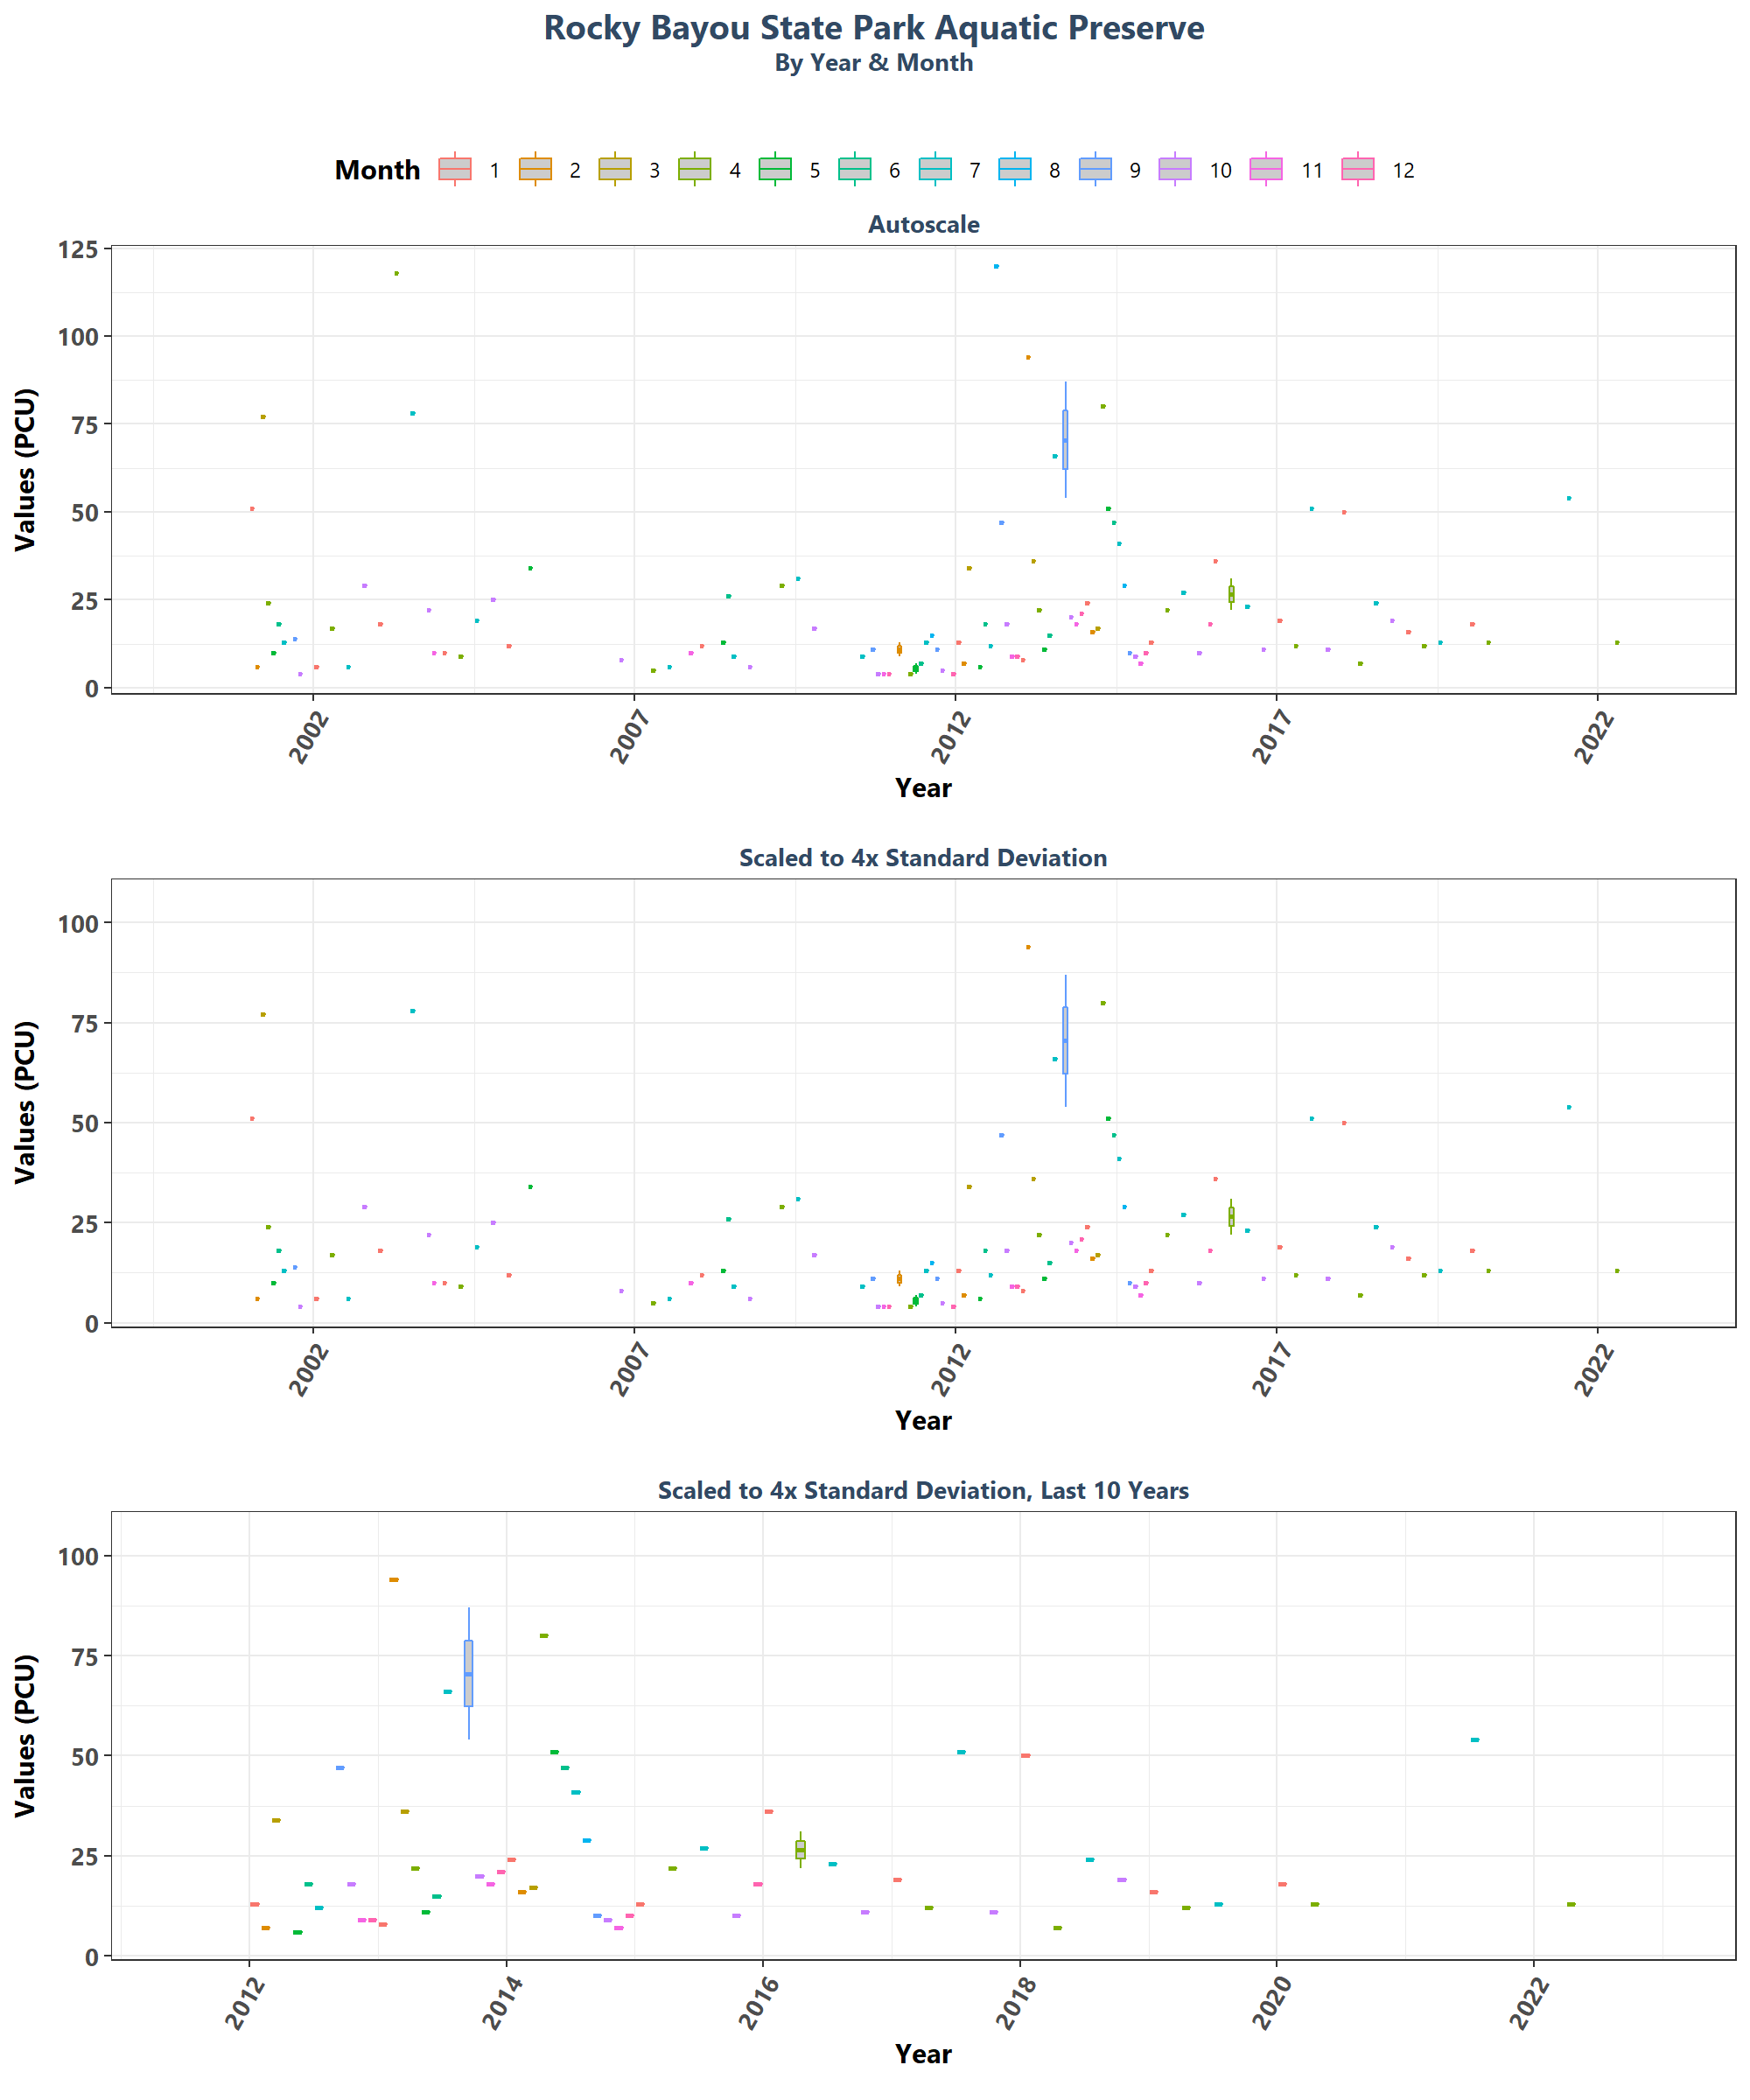 Rocky Bayou State Park Aquatic Preserve
By Year & Month
Month 1 2 3 4 5 6 7 8 9 10 11 12
Autoscale
125
100
75
50
25
0
Values (PCU)
2002 2007 2012 2017 2022
Year
Scaled to 4x Standard Deviation
100
75
50
25
0
Values (PCU)
2002 2007 2012 2017 2022
Year
Scaled to 4x Standard Deviation, Last 10 Years
100
75
50
25
0
Values (PCU)
2012 2014 2016 2018 2020 2022
Year